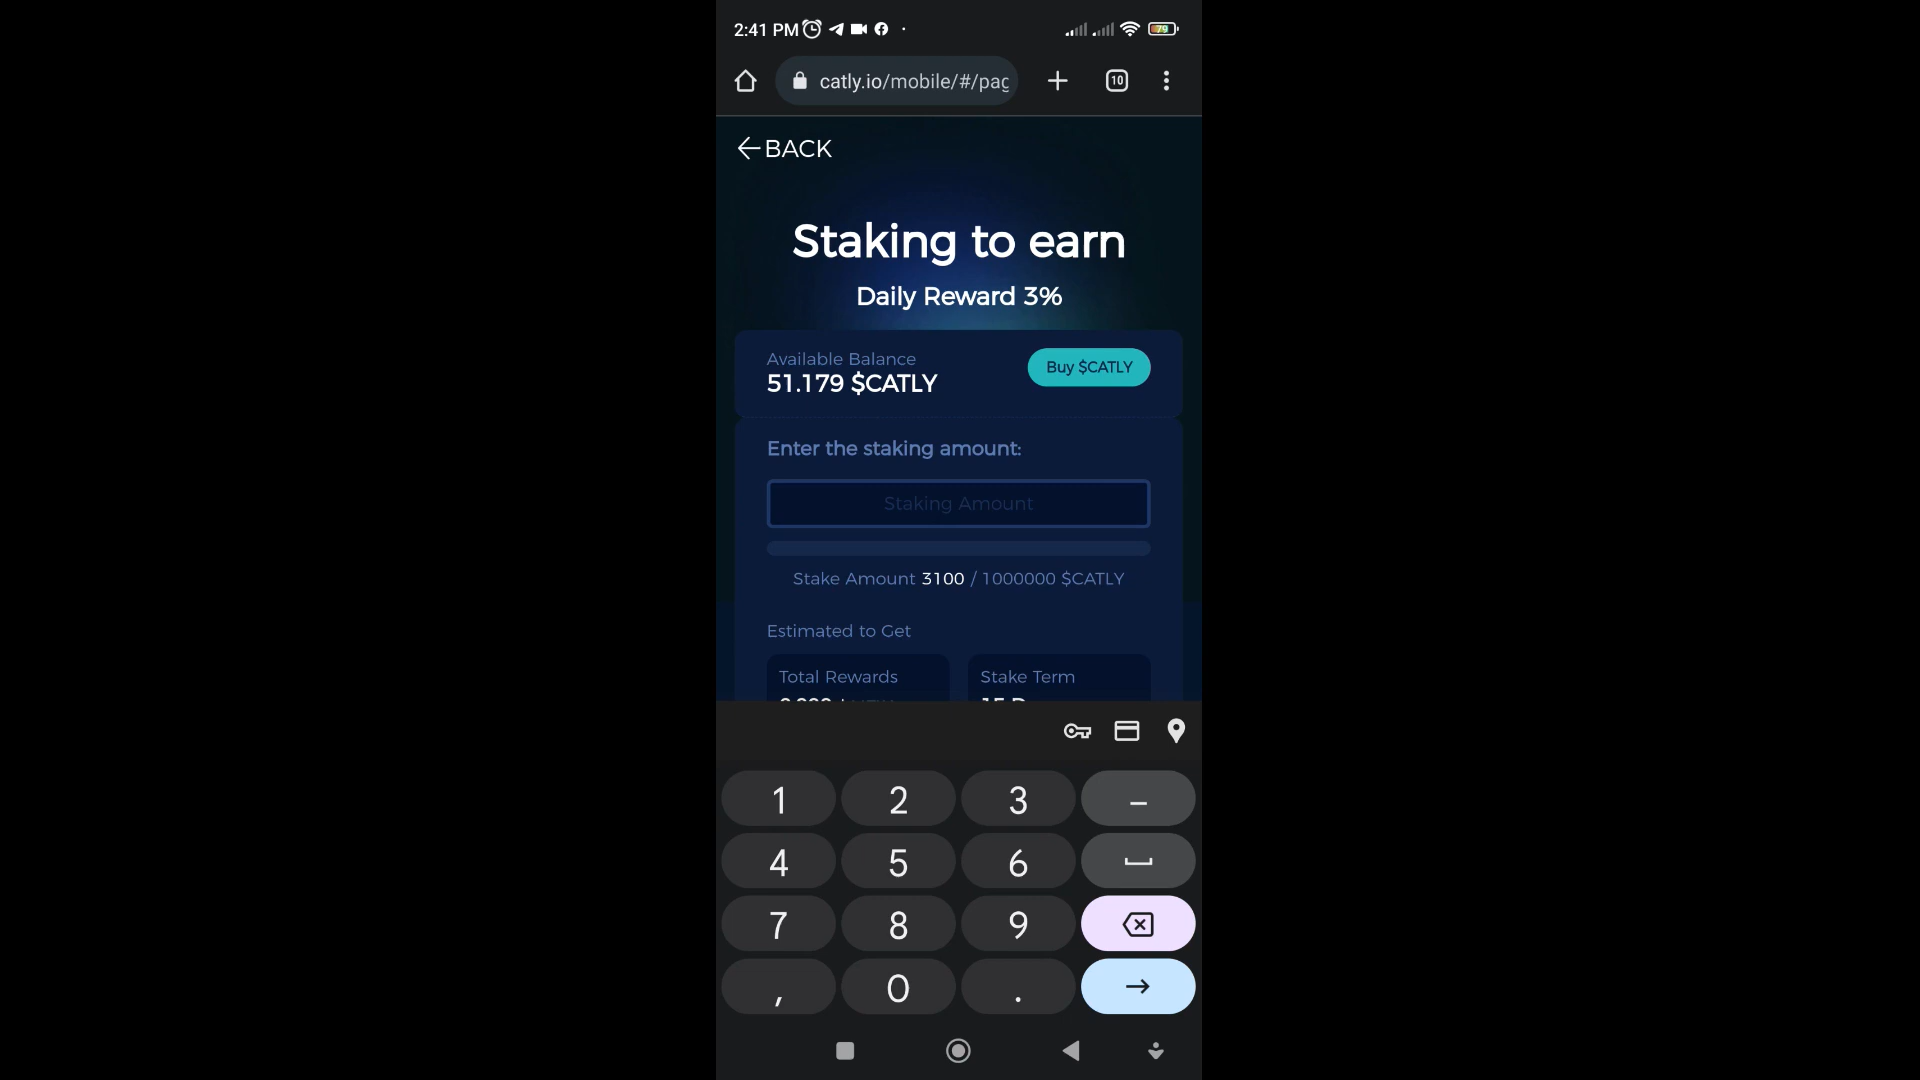 2:41 PM
79
catly.io/mobile/#/pag
10
BACK
Staking to earn
Daily Reward 3%
Available Balance
51.179 $CATLY
Buy $CATLY
Enter the staking amount:
Staking Amount
Stake Amount 3100 / 1000000 $CATLY
Estimated to Get
Total Rewards
Stake Term
1 2 3 –
4 5 6
7 8 9
, 0 .